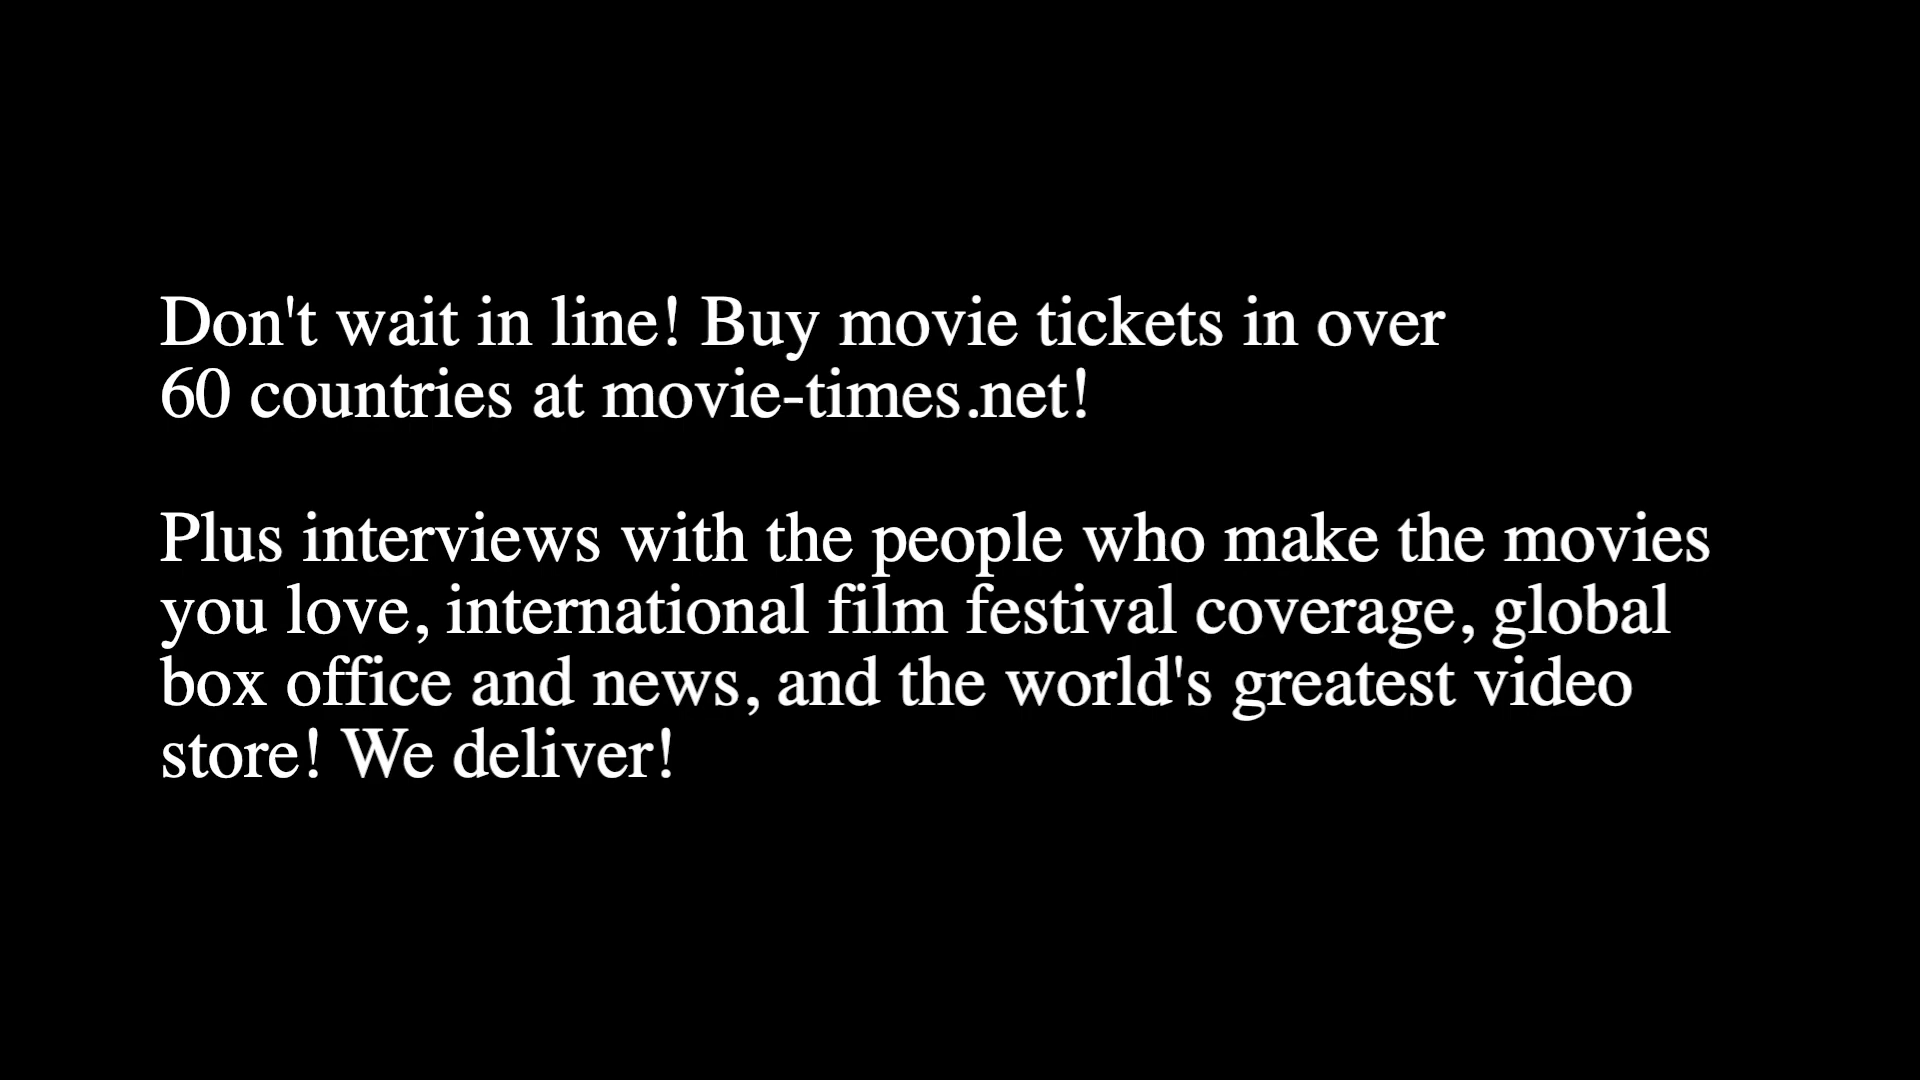 Don't wait in line! Buy movie tickets in over
60 countries at movie-times.net!
Plus interviews with the people who make the movies
you love, international film festival coverage, global
box office and news, and the world's greatest video
store! We deliver!